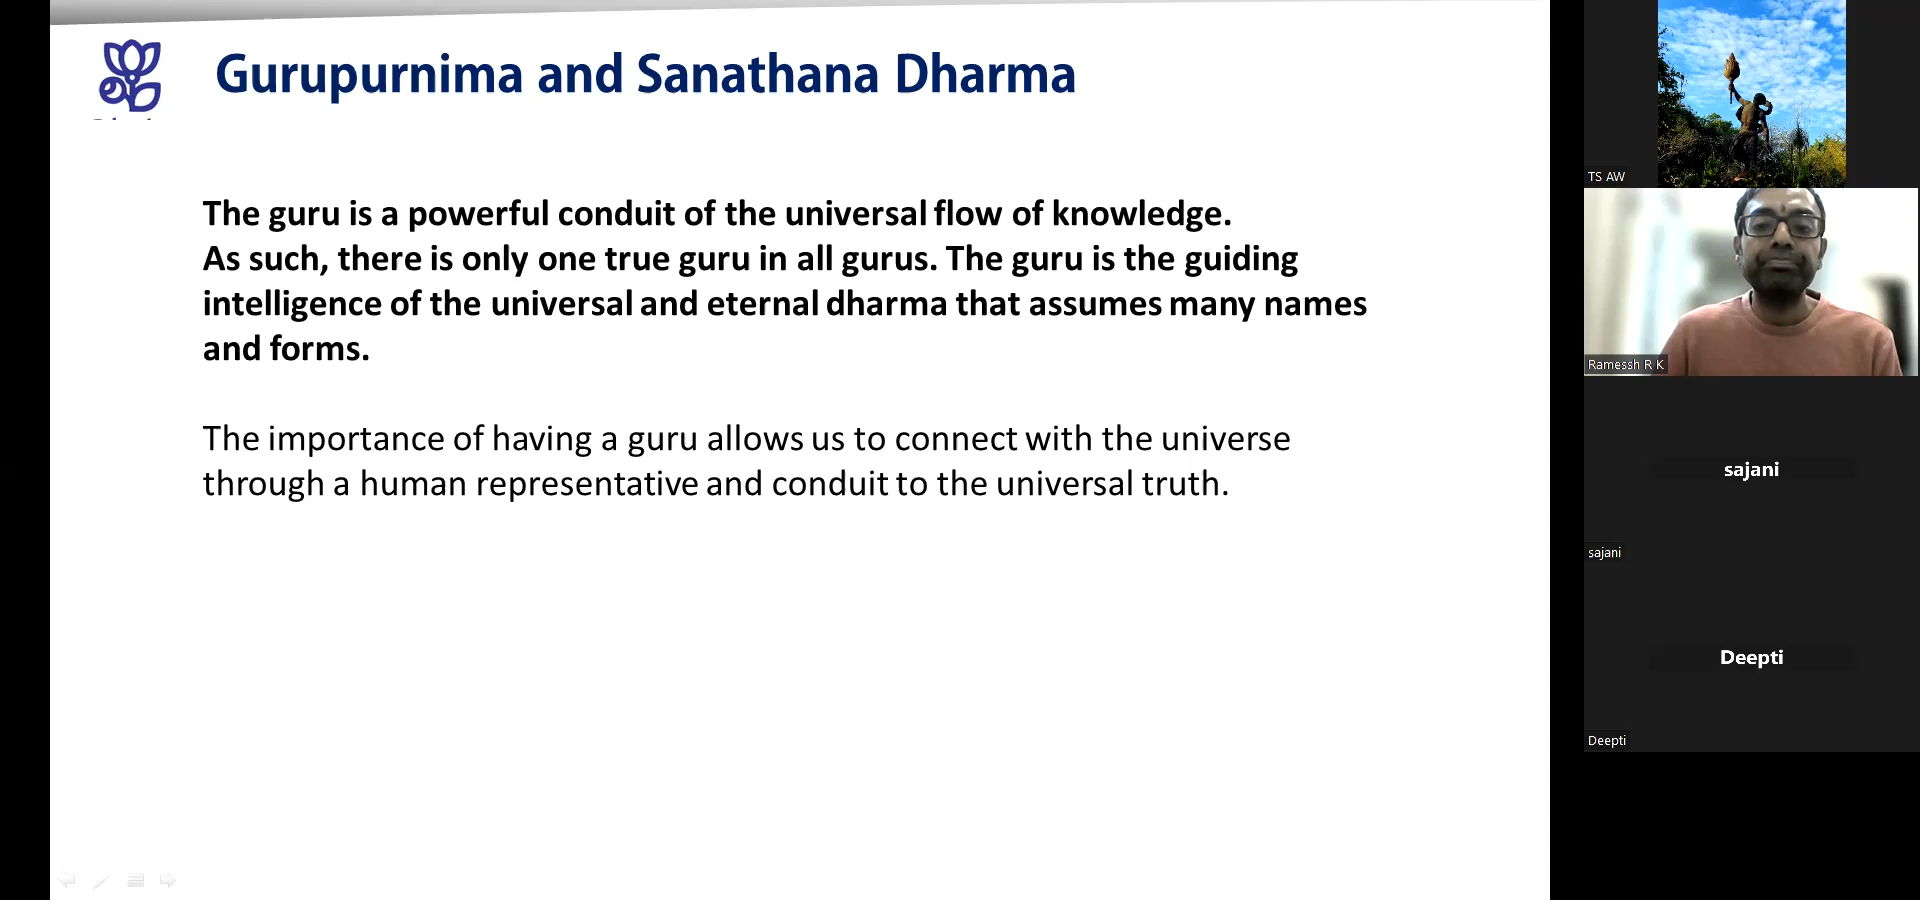 Gurupurnima and Sanathana Dharma
The guru is a powerful conduit of the universal flow of knowledge.
As such, there is only one true guru in all gurus. The guru is the guiding
intelligence of the universal and eternal dharma that assumes many names
and forms.
The importance of having a guru allows us to connect with the universe
through a human representative and conduit to the universal truth.
TS AW
Ramessh R K
sajani
sajani
Deepti
Deepti